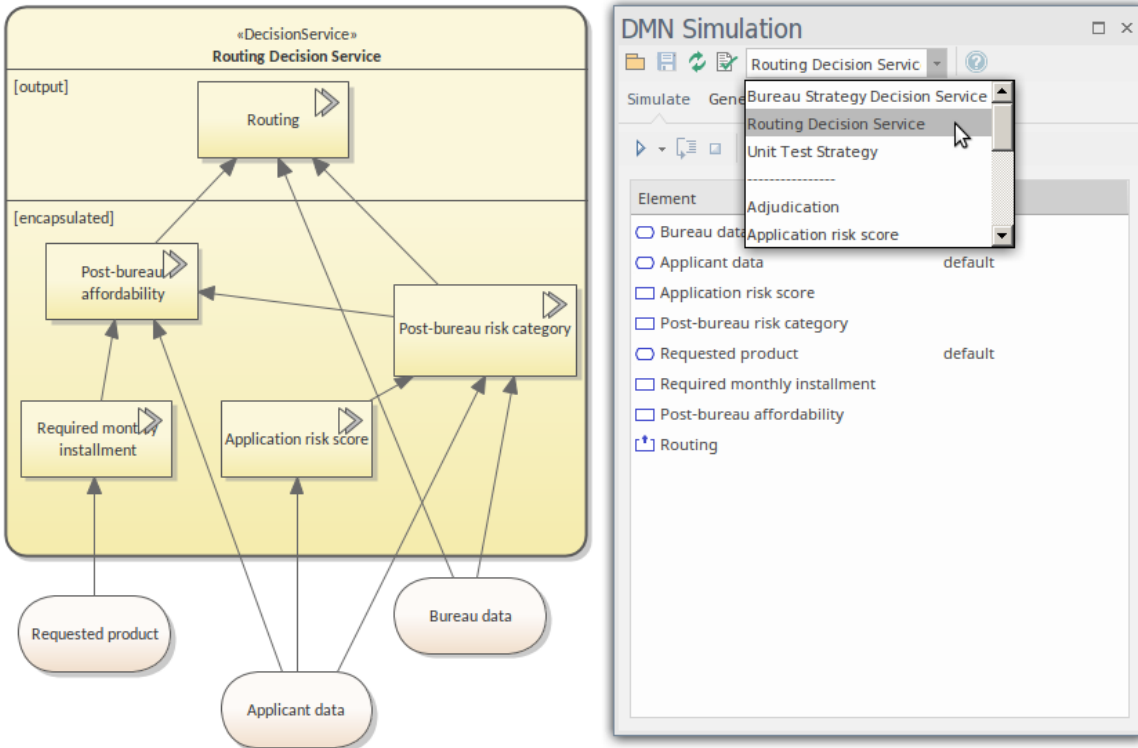 «DecisionService»
Routing Decision Service
[output]
Routing
[encapsulated]
Post-bureau
affordability
Post-bureau risk category
Required monthly
installment
Application risk score
Requested product
Bureau data
Applicant data
DMN Simulation
Routing Decision Servic
Simulate Gene
Bureau Strategy Decision Service
Routing Decision Service
Unit Test Strategy
----------------
Adjudication
Application risk score
Element
Bureau data
Applicant data default
Application risk score
Post-bureau risk category
Requested product default
Required monthly installment
Post-bureau affordability
Routing